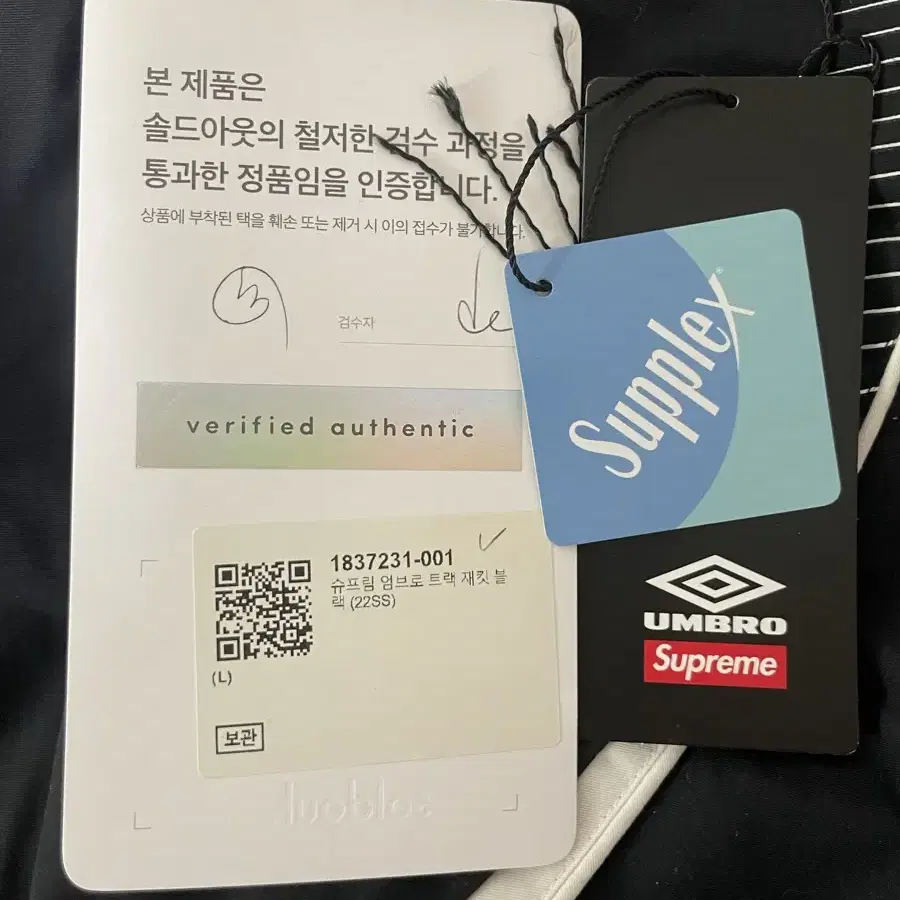 본 제품은
솔드아웃의 철저한 검수 과정을
통과한 정품임을 인증합니다.
상품에 부착된 택을 훼손 또는 제거 시 이의 접수가 불가합니다.
검수자
verified authentic
1837231-001
슈프림 엄브로 트랙 재킷 블
랙 (22SS)
(L)
보관
soldout.
Supplex
UMBRO
Supreme